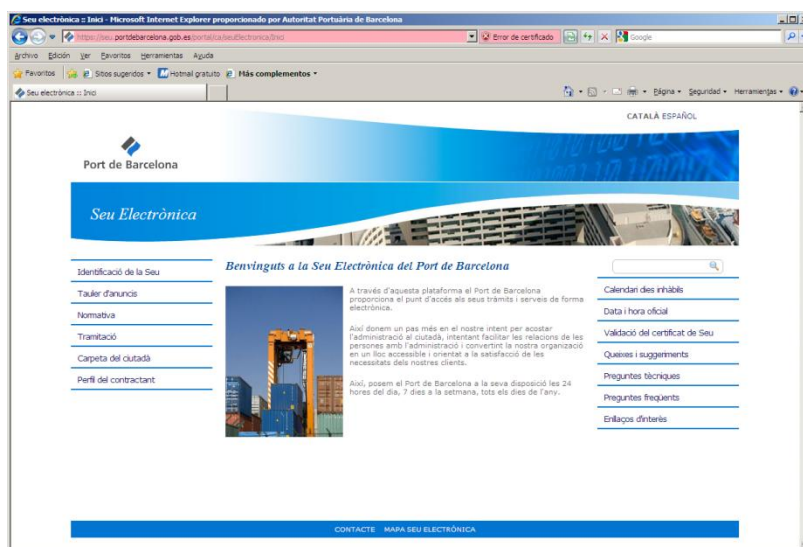 Seu electrònica :: Inici - Microsoft Internet Explorer proporcionado por Autoritat Portuària de Barcelona
https://seu.portdebarcelona.gob.es/portal/ca/seuElectronica/Inici
Error de certificado
Google
Archivo Edición Ver Favoritos Herramientas Ayuda
Favoritos Sitios sugeridos Hotmail gratuito Más complementos
Seu electrònica :: Inici
Página Seguridad Herramientas
CATALÀ ESPAÑOL
Port de Barcelona
Seu Electrònica
Identificació de la Seu
Tauler d'anuncis
Normativa
Tramitació
Carpeta del ciutadà
Perfil del contractant
Benvinguts a la Seu Electrònica del Port de Barcelona
A través d'aquesta plataforma el Port de Barcelona
proporciona el punt d'accés als seus tràmits i serveis de forma
electrònica.
Així donem un pas més en el nostre intent per acostar
l'administració al ciutadà, intentant facilitar les relacions de les
persones amb l'administració i convertint la nostra organització
en un lloc accessible i orientat a la satisfacció de les
necessitats dels nostres clients.
Així, posem el Port de Barcelona a la seva disposició les 24
hores del dia, 7 dies a la setmana, tots els dies de l'any.
Calendari dies inhàbils
Data i hora oficial
Validació del certificat de Seu
Queixes i suggeriments
Preguntes tècniques
Preguntes freqüents
Enllaços d'interès
CONTACTE MAPA SEU ELECTRÒNICA